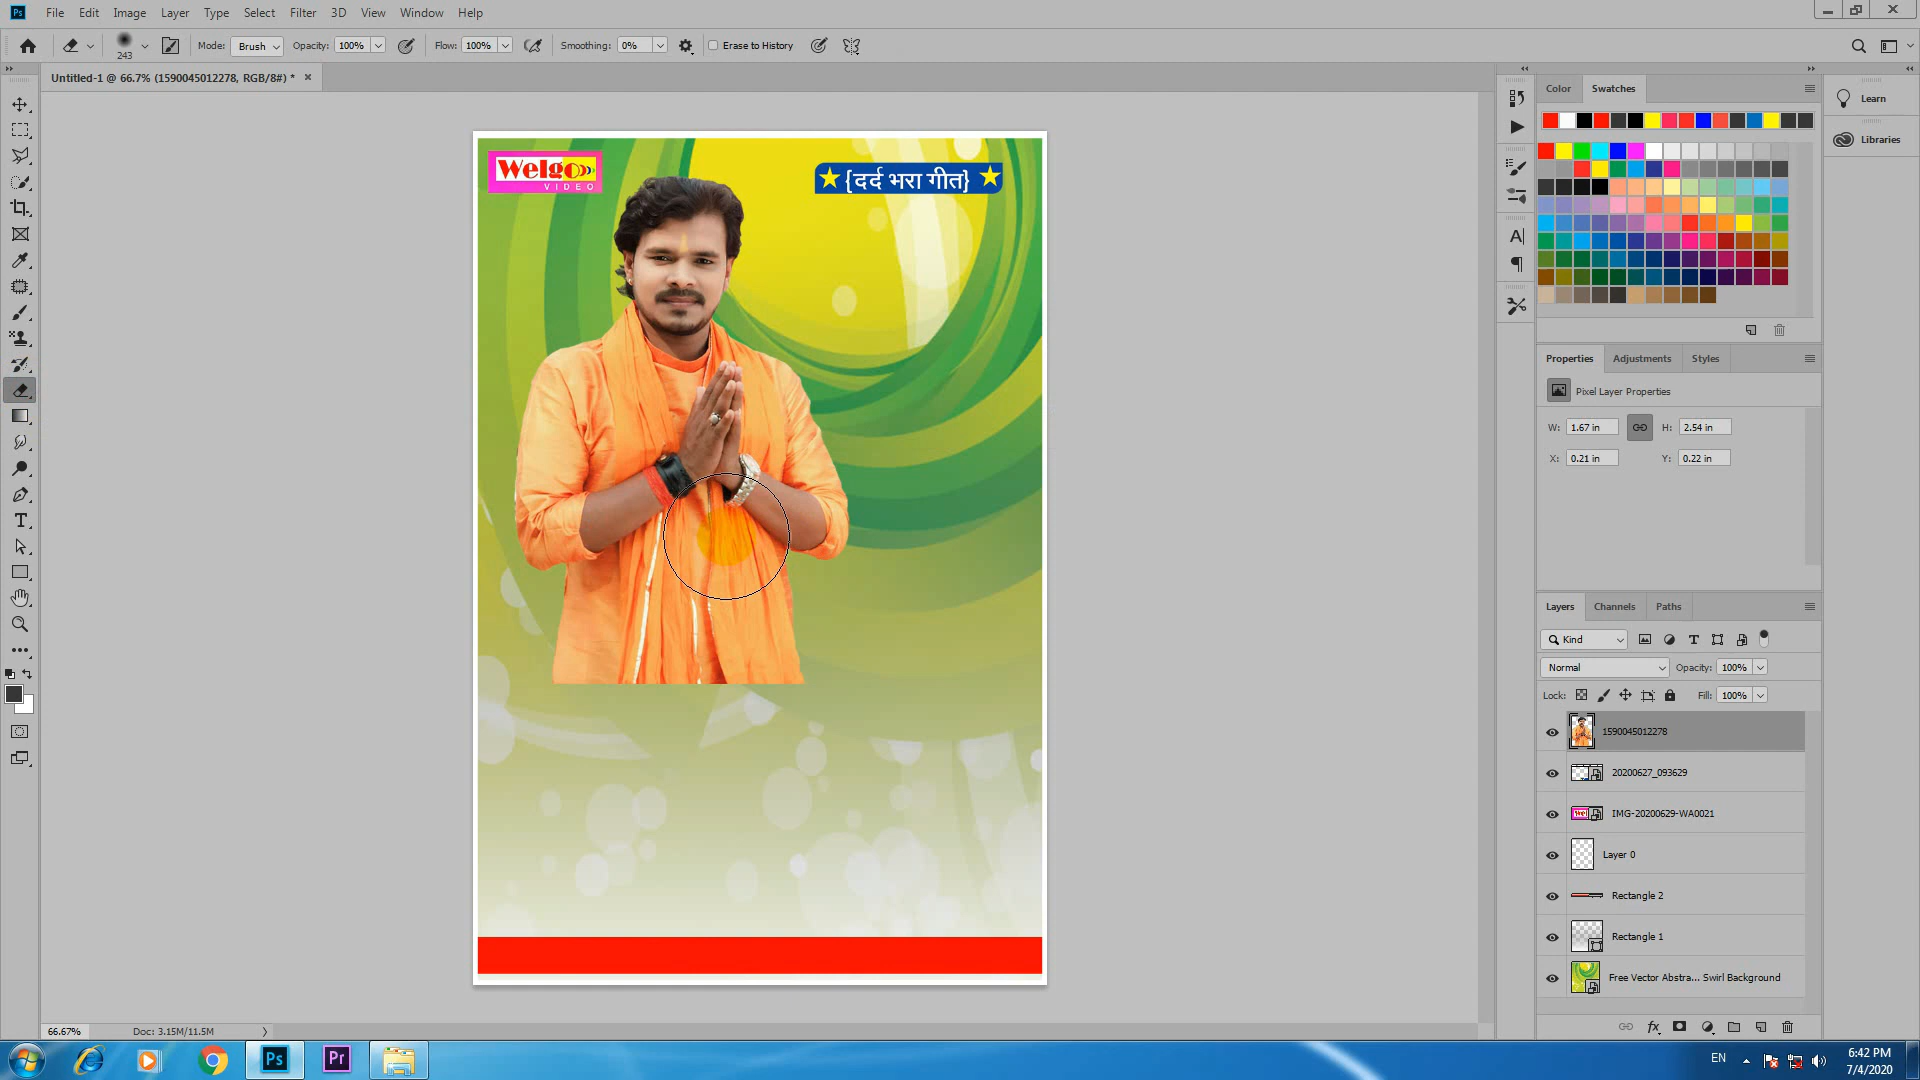 Ps File Edit Image Layer Type Select Filter 3D View Window Help
243 Mode: Brush Opacity: 100% Flow: 100% Smoothing: 0% Erase to History
Untitled-1 @ 66.7% (1590045012278, RGB/8#) * ×
Welgo
VIDEO
★{दर्द भरा गीत}★
Color Swatches
Learn
Libraries
Properties Adjustments Styles
Pixel Layer Properties
W: 1.67 in H: 2.54 in
X: 0.21 in Y: 0.22 in
Layers Channels Paths
Kind
Normal Opacity: 100%
Lock: Fill: 100%
1590045012278
20200627_093629
IMG-20200629-WA0021
Layer 0
Rectangle 2
Rectangle 1
Free Vector Abstra... Swirl Background
fx
66.67% Doc: 3.15M/11.5M
Ps Pr EN 6:42 PM
7/4/2020